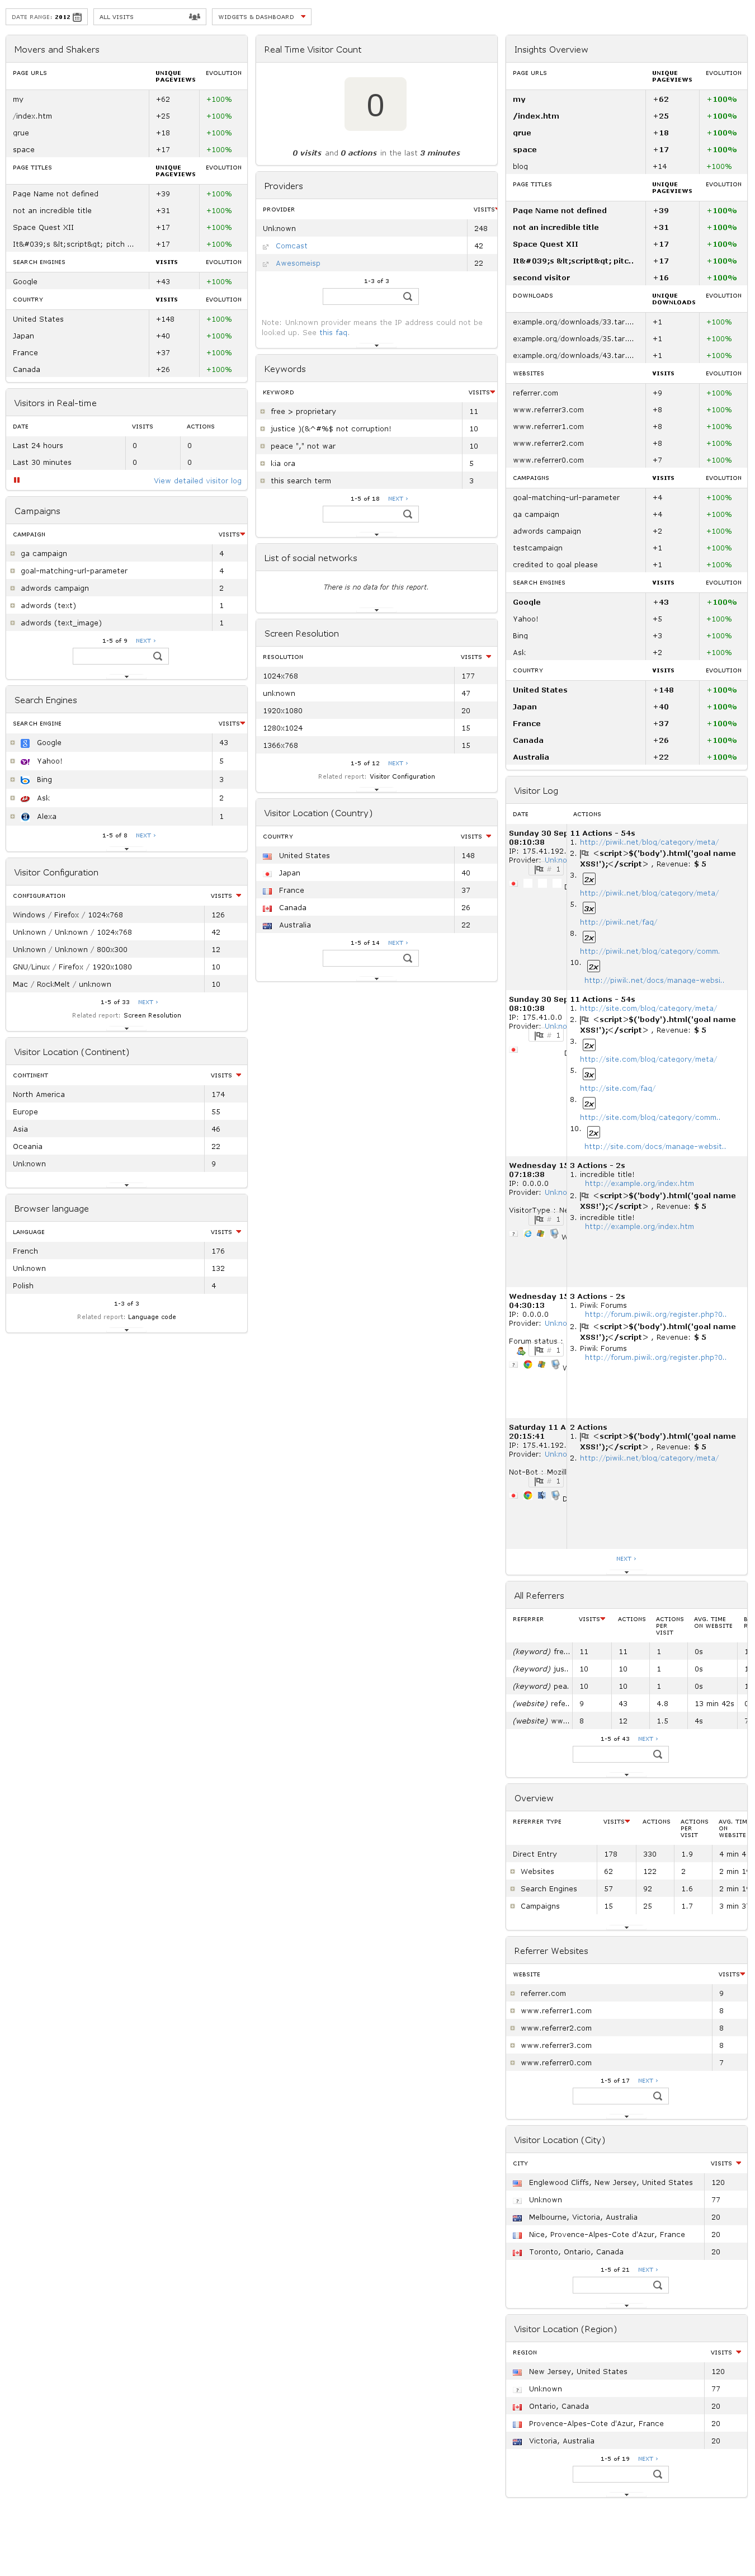 DATE RANGE: 2012
ALL VISITS
WIDGETS & DASHBOARD
Movers and Shakers
PAGE URLS UNIQUE PAGEVIEWS EVOLUTION
my +62 +100%
/index.htm +25 +100%
grue +18 +100%
space +17 +100%
PAGE TITLES UNIQUE PAGEVIEWS EVOLUTION
Page Name not defined +39 +100%
not an incredible title +31 +100%
Space Quest XII +17 +100%
It&#039;s &lt;script&gt; pitch ... +17 +100%
SEARCH ENGINES VISITS EVOLUTION
Google +43 +100%
COUNTRY VISITS EVOLUTION
United States +148 +100%
Japan +40 +100%
France +37 +100%
Canada +26 +100%
Visitors in Real-time
DATE VISITS ACTIONS
Last 24 hours 0 0
Last 30 minutes 0 0
View detailed visitor log
Campaigns
CAMPAIGN VISITS
ga campaign 4
goal-matching-url-parameter 4
adwords campaign 2
adwords (text) 1
adwords (text_image) 1
1-5 of 9 NEXT ›
Search Engines
SEARCH ENGINE VISITS
Google 43
Yahoo! 5
Bing 3
Ask 2
Alexa 1
1-5 of 8 NEXT ›
Visitor Configuration
CONFIGURATION VISITS
Windows / Firefox / 1024x768 126
Unknown / Unknown / 1024x768 42
Unknown / Unknown / 800x300 12
GNU/Linux / Firefox / 1920x1080 10
Mac / RockMelt / unknown 10
1-5 of 33 NEXT ›
Related report: Screen Resolution
Visitor Location (Continent)
CONTINENT VISITS
North America 174
Europe 55
Asia 46
Oceania 22
Unknown 9
Browser language
LANGUAGE VISITS
French 176
Unknown 132
Polish 4
1-3 of 3
Related report: Language code
Real Time Visitor Count
0
0 visits and 0 actions in the last 3 minutes
Providers
PROVIDER VISITS
Unknown 248
Comcast 42
Awesomeisp 22
1-3 of 3
Note: Unknown provider means the IP address could not be
looked up. See this faq.
Keywords
KEYWORD VISITS
free > proprietary 11
justice )(&^#%$ not corruption! 10
peace "," not war 10
kia ora 5
this search term 3
1-5 of 18 NEXT ›
List of social networks
There is no data for this report.
Screen Resolution
RESOLUTION VISITS
1024x768 177
unknown 47
1920x1080 20
1280x1024 15
1366x768 15
1-5 of 12 NEXT ›
Related report: Visitor Configuration
Visitor Location (Country)
COUNTRY VISITS
United States 148
Japan 40
France 37
Canada 26
Australia 22
1-5 of 14 NEXT ›
Insights Overview
PAGE URLS UNIQUE PAGEVIEWS EVOLUTION
my +62 +100%
/index.htm +25 +100%
grue +18 +100%
space +17 +100%
blog +14 +100%
PAGE TITLES UNIQUE PAGEVIEWS EVOLUTION
Page Name not defined +39 +100%
not an incredible title +31 +100%
Space Quest XII +17 +100%
It&#039;s &lt;script&gt; pitc.. +17 +100%
second visitor +16 +100%
DOWNLOADS UNIQUE DOWNLOADS EVOLUTION
example.org/downloads/33.tar.... +1 +100%
example.org/downloads/35.tar.... +1 +100%
example.org/downloads/43.tar.... +1 +100%
WEBSITES VISITS EVOLUTION
referrer.com +9 +100%
www.referrer3.com +8 +100%
www.referrer1.com +8 +100%
www.referrer2.com +8 +100%
www.referrer0.com +7 +100%
CAMPAIGNS VISITS EVOLUTION
goal-matching-url-parameter +4 +100%
ga campaign +4 +100%
adwords campaign +2 +100%
testcampaign +1 +100%
credited to goal please +1 +100%
SEARCH ENGINES VISITS EVOLUTION
Google +43 +100%
Yahoo! +5 +100%
Bing +3 +100%
Ask +2 +100%
COUNTRY VISITS EVOLUTION
United States +148 +100%
Japan +40 +100%
France +37 +100%
Canada +26 +100%
Australia +22 +100%
Visitor Log
DATE ACTIONS
Sunday 30 Sep 11 Actions - 54s
08:10:38 1. http://piwik.net/blog/category/meta/
IP: 175.41.192. 2. <script>$('body').html('goal name
Provider: Unkno XSS!');</script> , Revenue: $ 5
# 1 3. 2x
http://piwik.net/blog/category/meta/
5. 3x
http://piwik.net/faq/
8. 2x
http://piwik.net/blog/category/comm.
10. 2x
http://piwik.net/docs/manage-websi..
Sunday 30 Sep 11 Actions - 54s
08:10:38 1. http://site.com/blog/category/meta/
IP: 175.41.0.0 2. <script>$('body').html('goal name
Provider: Unkno XSS!');</script> , Revenue: $ 5
# 1 3. 2x
http://site.com/blog/category/meta/
5. 3x
http://site.com/faq/
8. 2x
http://site.com/blog/category/comm..
10. 2x
http://site.com/docs/manage-websit..
Wednesday 15 3 Actions - 2s
07:18:38 1. incredible title!
IP: 0.0.0.0 http://example.org/index.htm
Provider: Unkno 2. <script>$('body').html('goal name
VisitorType : Ne XSS!');</script> , Revenue: $ 5
# 1 3. incredible title!
http://example.org/index.htm
Wednesday 15 3 Actions - 2s
04:30:13 1. Piwik Forums
IP: 0.0.0.0 http://forum.piwik.org/register.php?0..
Provider: Unkno 2. <script>$('body').html('goal name
Forum status : XSS!');</script> , Revenue: $ 5
# 1 3. Piwik Forums
http://forum.piwik.org/register.php?0..
Saturday 11 A 2 Actions
20:15:41 1. <script>$('body').html('goal name
IP: 175.41.192. XSS!');</script> , Revenue: $ 5
Provider: Unkno 2. http://piwik.net/blog/category/meta/
Not-Bot : Mozill
# 1
NEXT ›
All Referrers
REFERRER VISITS ACTIONS ACTIONS PER VISIT AVG. TIME ON WEBSITE
(keyword) fre... 11 11 1 0s
(keyword) jus.. 10 10 1 0s
(keyword) pea. 10 10 1 0s
(website) refe.. 9 43 4.8 13 min 42s
(website) ww... 8 12 1.5 4s
1-5 of 43 NEXT ›
Overview
REFERRER TYPE VISITS ACTIONS ACTIONS PER VISIT AVG. TIM ON WEBSITE
Direct Entry 178 330 1.9 4 min 4
Websites 62 122 2 2 min 1
Search Engines 57 92 1.6 2 min 1
Campaigns 15 25 1.7 3 min 3
Referrer Websites
WEBSITE VISITS
referrer.com 9
www.referrer1.com 8
www.referrer2.com 8
www.referrer3.com 8
www.referrer0.com 7
1-5 of 17 NEXT ›
Visitor Location (City)
CITY VISITS
Englewood Cliffs, New Jersey, United States 120
Unknown 77
Melbourne, Victoria, Australia 20
Nice, Provence-Alpes-Cote d'Azur, France 20
Toronto, Ontario, Canada 20
1-5 of 21 NEXT ›
Visitor Location (Region)
REGION VISITS
New Jersey, United States 120
Unknown 77
Ontario, Canada 20
Provence-Alpes-Cote d'Azur, France 20
Victoria, Australia 20
1-5 of 19 NEXT ›